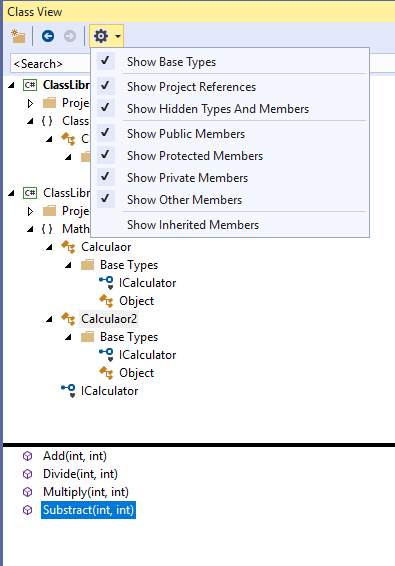 Class View
<Search>
Show Base Types
Show Project References
Show Hidden Types And Members
Show Public Members
Show Protected Members
Show Private Members
Show Other Members
Show Inherited Members
C# ClassLibr
Proje
{ } Class
C
C# ClassLibr
Proje
{ } Math
Calculaor
Base Types
ICalculator
Object
Calculaor2
Base Types
ICalculator
Object
ICalculator
Add(int, int)
Divide(int, int)
Multiply(int, int)
Substract(int, int)